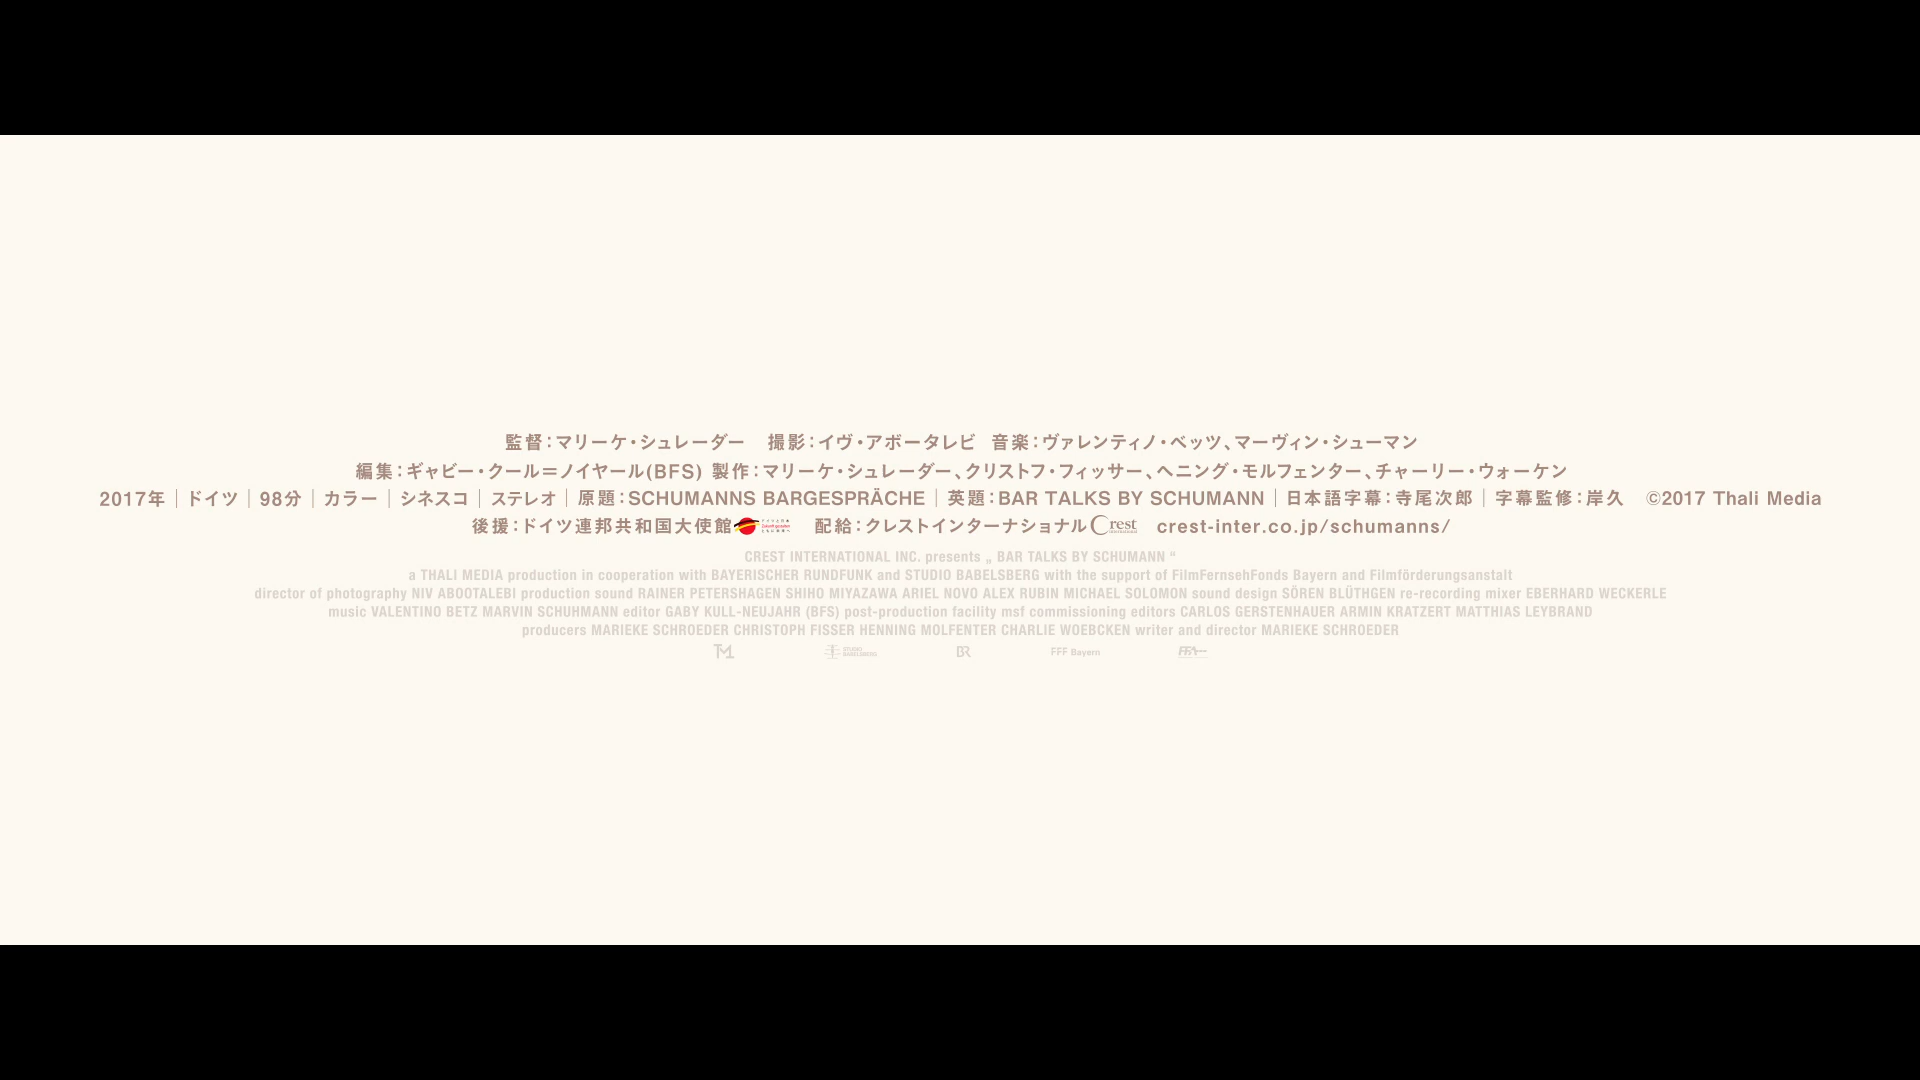 監督：マリーケ・シュレーダー　撮影：イヴ・アボータレビ　音楽：ヴァレンティノ・ベッツ、マーヴィン・シューマン
編集：ギャビー・クール＝ノイヤール(BFS) 製作：マリーケ・シュレーダー、クリストフ・フィッサー、ヘニング・モルフェンター、チャーリー・ウォーケン
2017年｜ドイツ｜98分｜カラー｜シネスコ｜ステレオ｜原題：SCHUMANNS BARGESPRÄCHE｜英題：BAR TALKS BY SCHUMANN｜日本語字幕：寺尾次郎｜字幕監修：岸久　©2017 Thali Media
後援：ドイツ連邦共和国大使館　配給：クレストインターナショナル Crest　crest-inter.co.jp/schumanns/
CREST INTERNATIONAL INC. presents „ BAR TALKS BY SCHUMANN “
a THALI MEDIA production in cooperation with BAYERISCHER RUNDFUNK and STUDIO BABELSBERG with the support of FilmFernsehFonds Bayern and Filmförderungsanstalt
director of photography NIV ABOOTALEBI production sound RAINER PETERSHAGEN SHIHO MIYAZAWA ARIEL NOVO ALEX RUBIN MICHAEL SOLOMON sound design SÖREN BLÜTHGEN re-recording mixer EBERHARD WECKERLE
music VALENTINO BETZ MARVIN SCHUHMANN editor GABY KULL-NEUJAHR (BFS) post-production facility msf commissioning editors CARLOS GERSTENHAUER ARMIN KRATZERT MATTHIAS LEYBRAND
producers MARIEKE SCHROEDER CHRISTOPH FISSER HENNING MOLFENTER CHARLIE WOEBCKEN writer and director MARIEKE SCHROEDER
STUDIO BABELSBERG BR FFF Bayern FFA